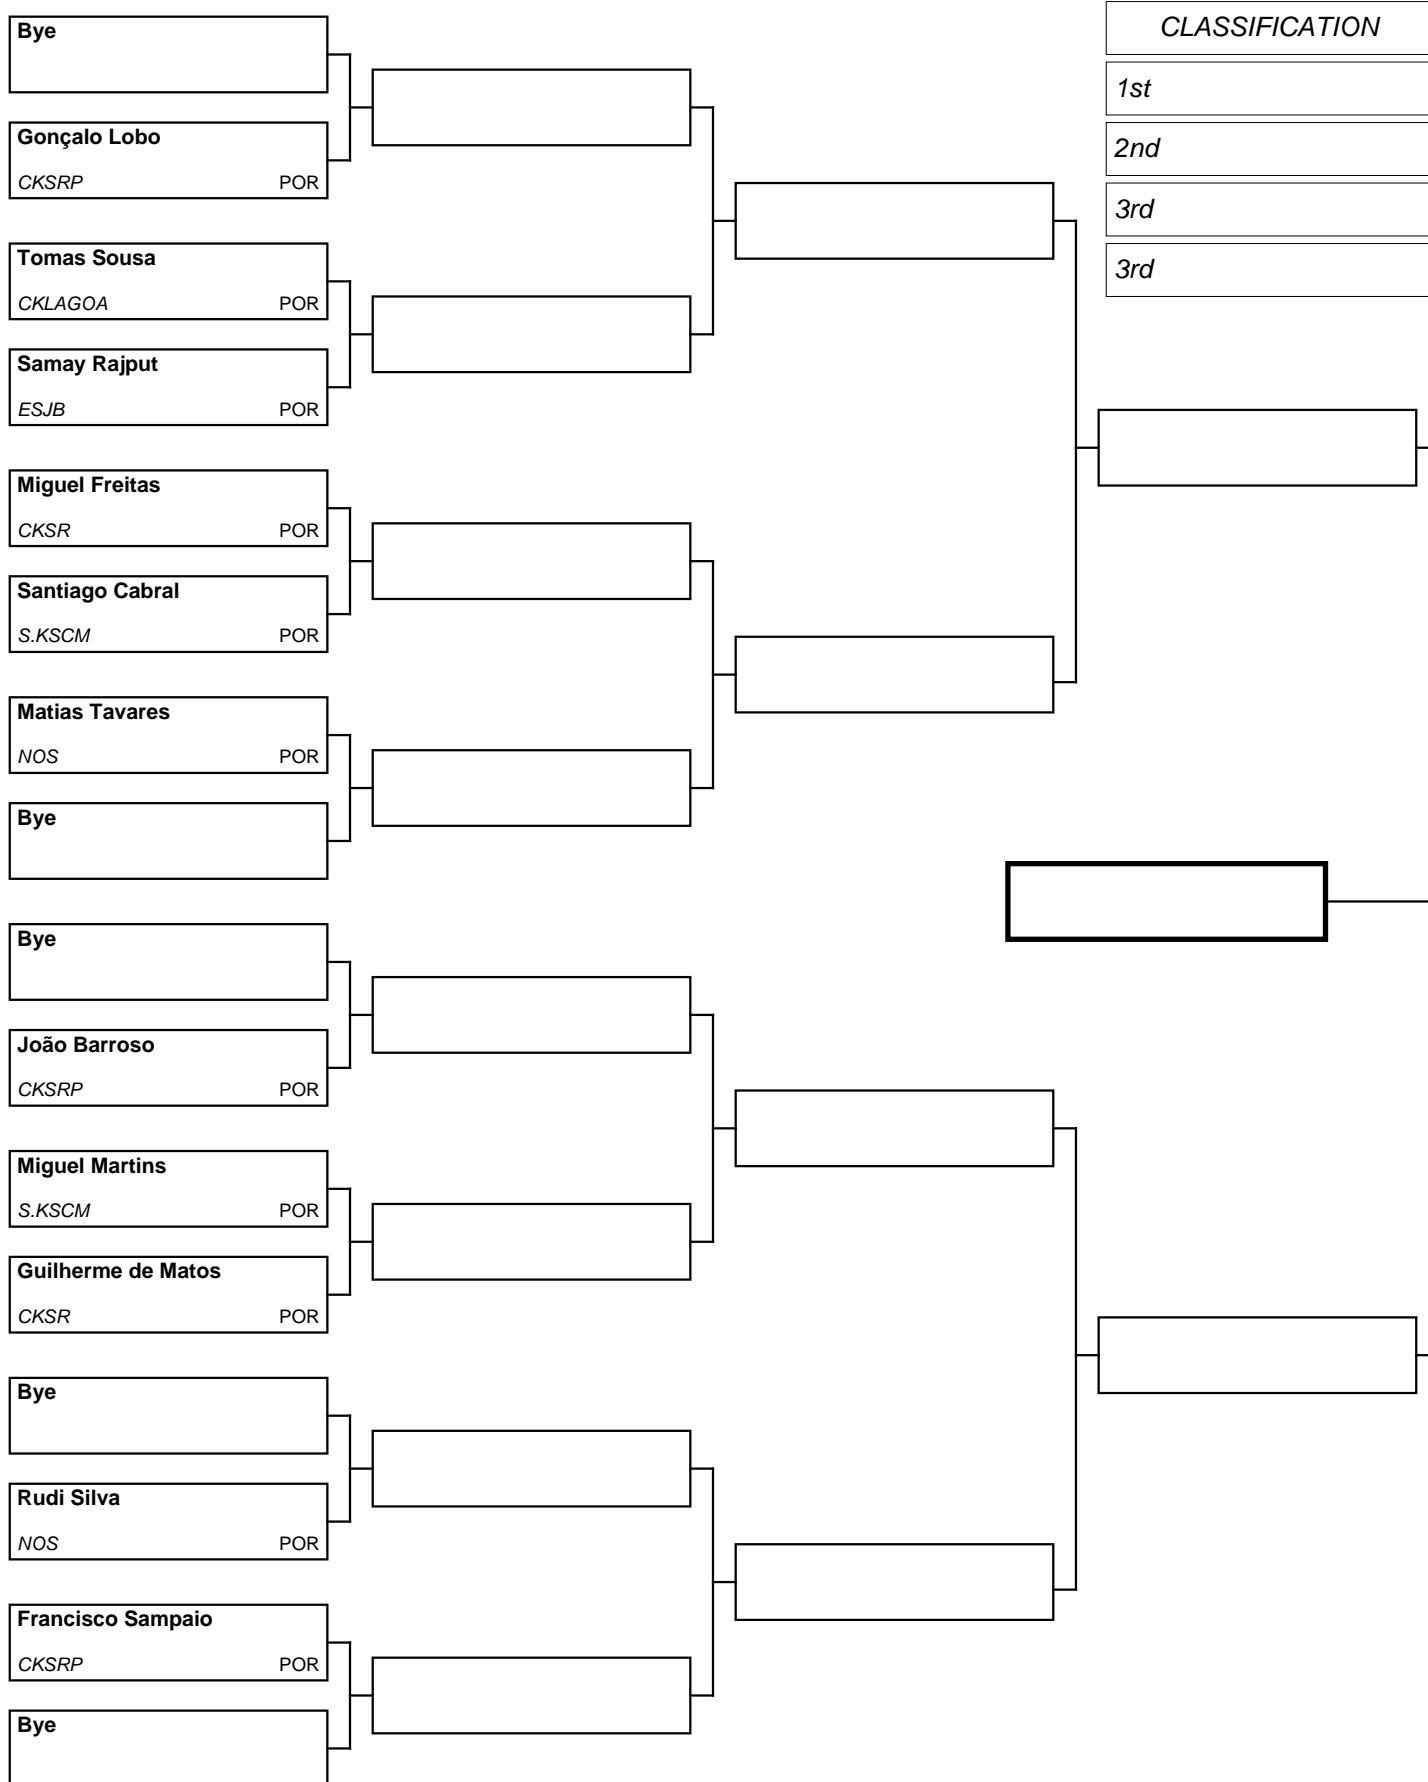 Bye
Gonçalo Lobo
CKSRP POR
Tomas Sousa
CKLAGOA POR
Samay Rajput
ESJB POR
Miguel Freitas
CKSR POR
Santiago Cabral
S.KSCM POR
Matias Tavares
NOS POR
Bye
Bye
João Barroso
CKSRP POR
Miguel Martins
S.KSCM POR
Guilherme de Matos
CKSR POR
Bye
Rudi Silva
NOS POR
Francisco Sampaio
CKSRP POR
Bye
CLASSIFICATION
1st
2nd
3rd
3rd